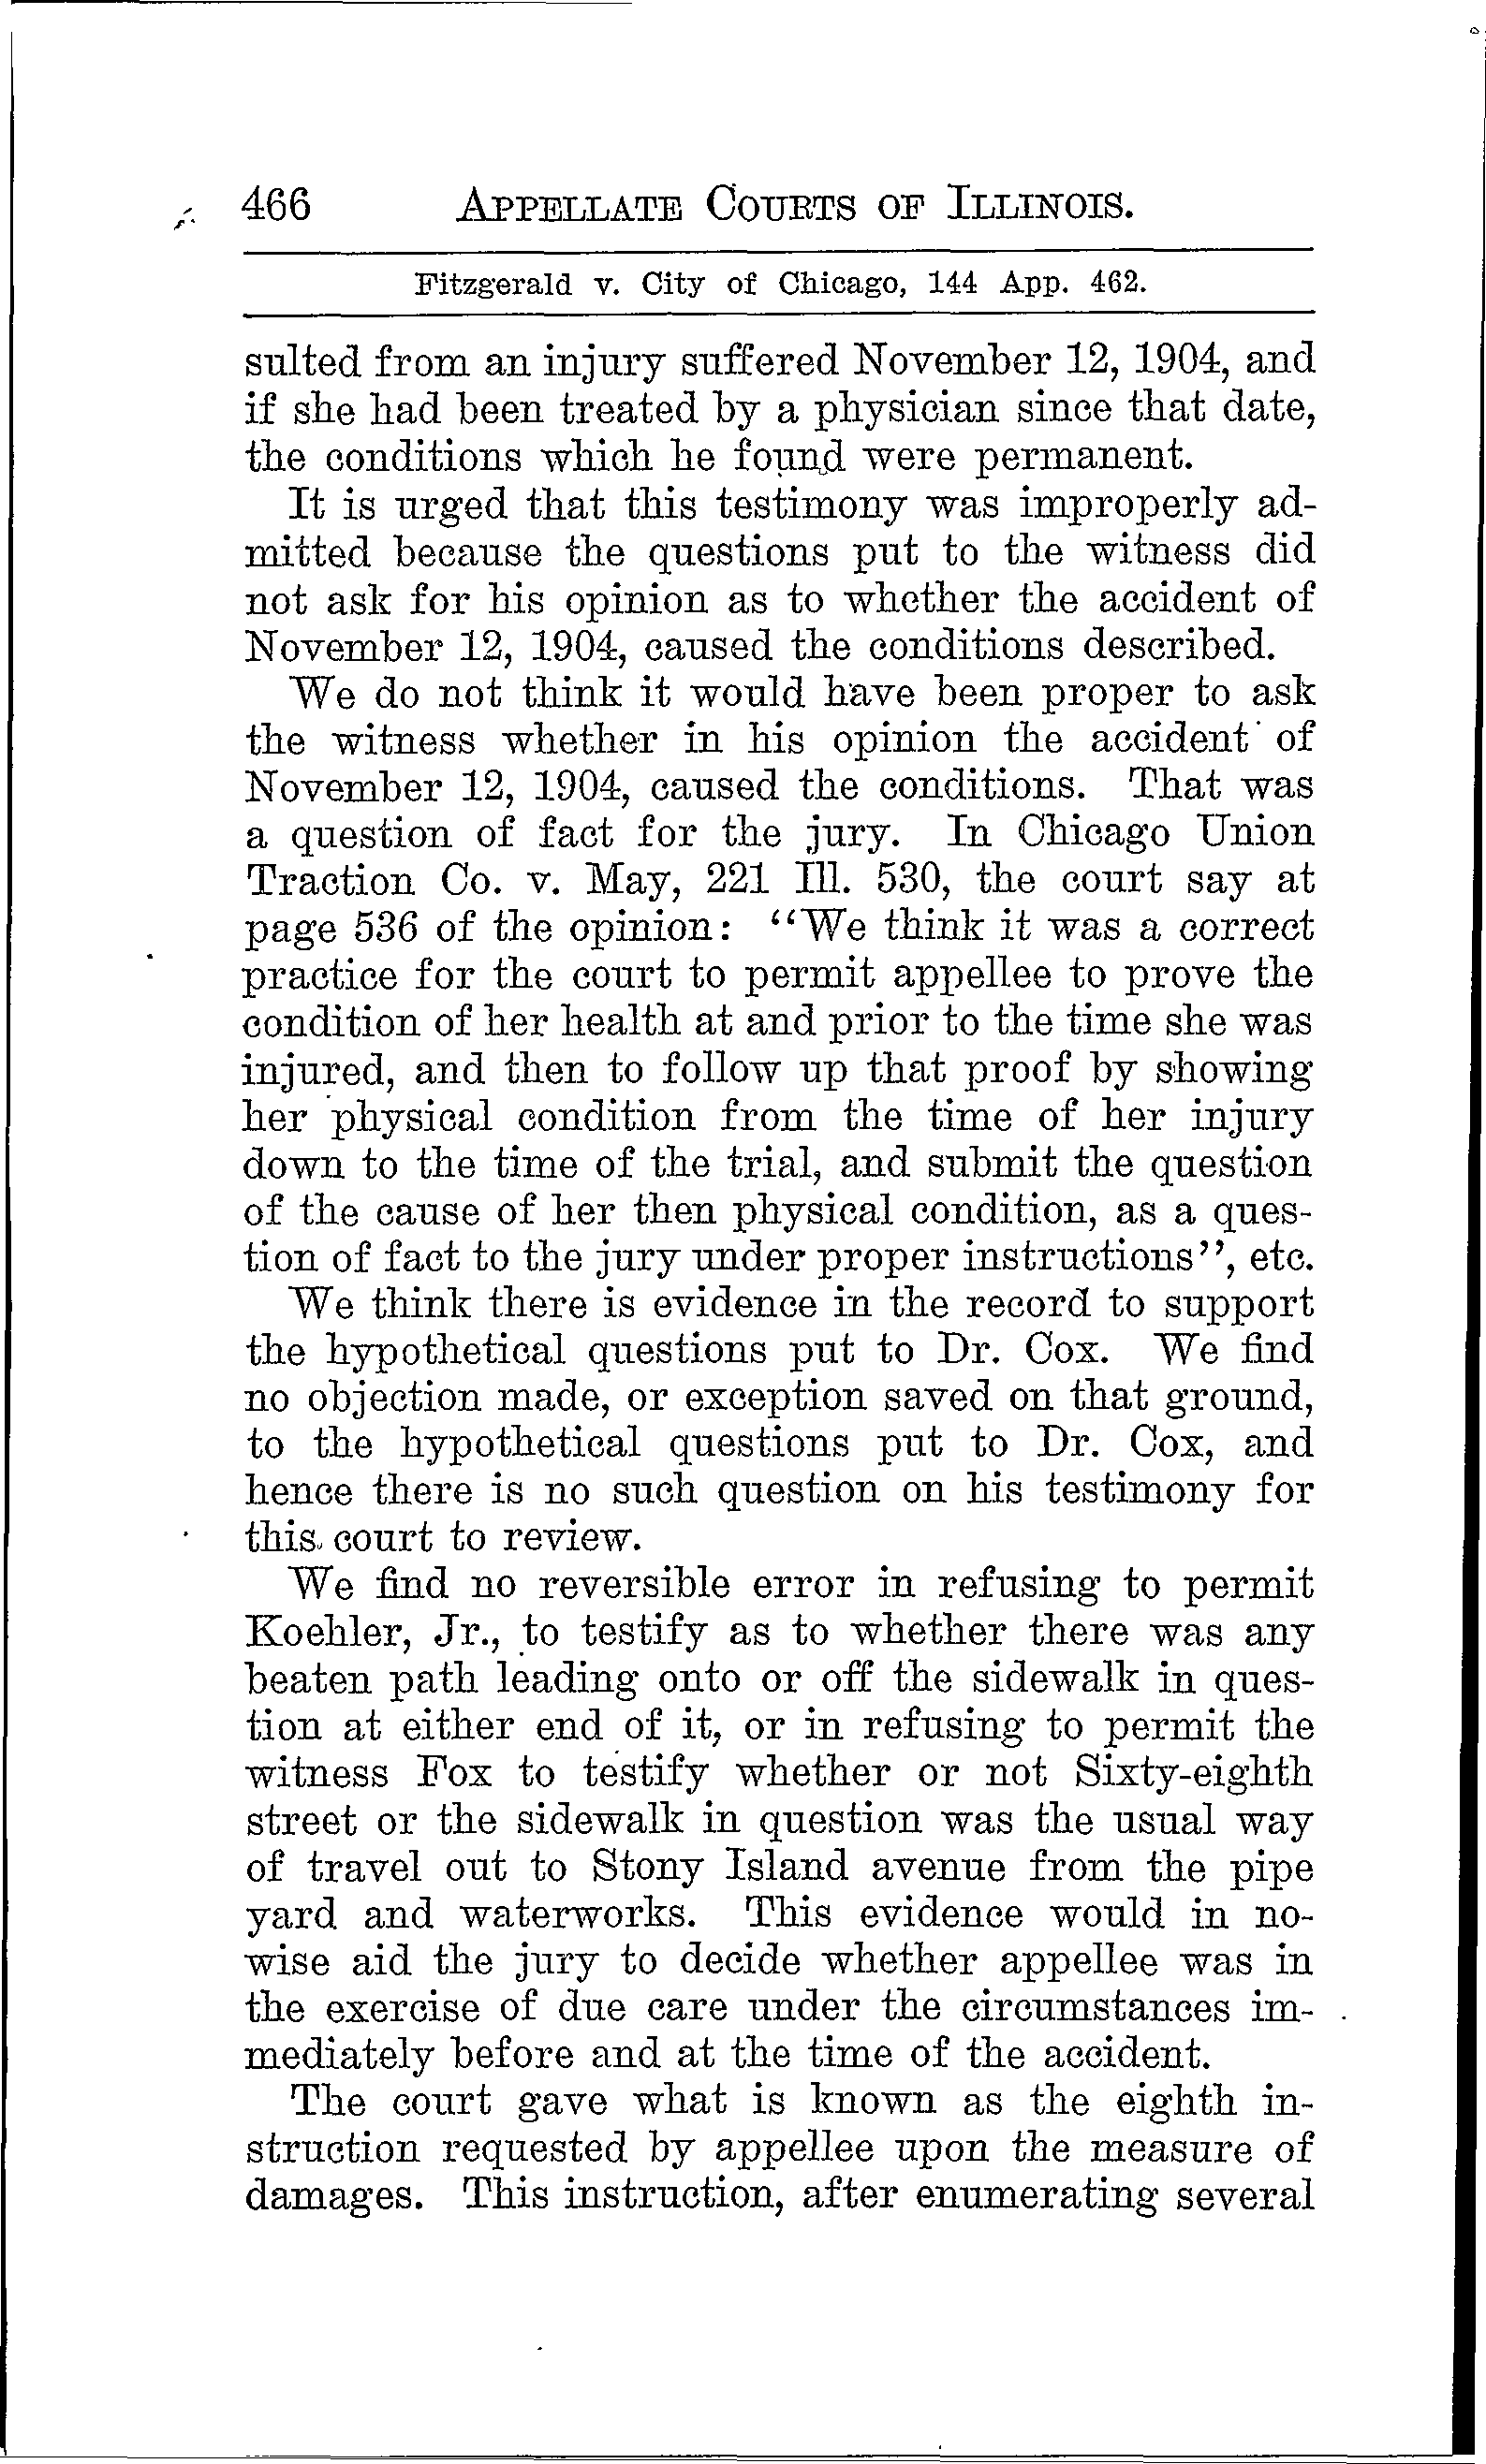 466 APPELLATE COURTS OF ILLINOIS.
Fitzgerald v. City of Chicago, 144 App. 462.
sulted from an injury suffered November 12, 1904, and
if she had been treated by a physician since that date,
the conditions which he found were permanent.
It is urged that this testimony was improperly ad-
mitted because the questions put to the witness did
not ask for his opinion as to whether the accident of
November 12, 1904, caused the conditions described.
We do not think it would have been proper to ask
the witness whether in his opinion the accident of
November 12, 1904, caused the conditions. That was
a question of fact for the jury. In Chicago Union
Traction Co. v. May, 221 Ill. 530, the court say at
page 536 of the opinion: "We think it was a correct
practice for the court to permit appellee to prove the
condition of her health at and prior to the time she was
injured, and then to follow up that proof by showing
her physical condition from the time of her injury
down to the time of the trial, and submit the question
of the cause of her then physical condition, as a ques-
tion of fact to the jury under proper instructions", etc.
We think there is evidence in the record to support
the hypothetical questions put to Dr. Cox. We find
no objection made, or exception saved on that ground,
to the hypothetical questions put to Dr. Cox, and
hence there is no such question on his testimony for
this court to review.
We find no reversible error in refusing to permit
Koehler, Jr., to testify as to whether there was any
beaten path leading onto or off the sidewalk in ques-
tion at either end of it, or in refusing to permit the
witness Fox to testify whether or not Sixty-eighth
street or the sidewalk in question was the usual way
of travel out to Stony Island avenue from the pipe
yard and waterworks. This evidence would in no-
wise aid the jury to decide whether appellee was in
the exercise of due care under the circumstances im-
mediately before and at the time of the accident.
The court gave what is known as the eighth in-
struction requested by appellee upon the measure of
damages. This instruction, after enumerating several